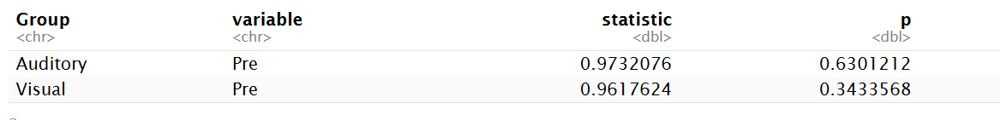 Group variable statistic p
<chr> <chr> <dbl> <dbl>
Auditory Pre 0.9732076 0.6301212
Visual Pre 0.9617624 0.3433568